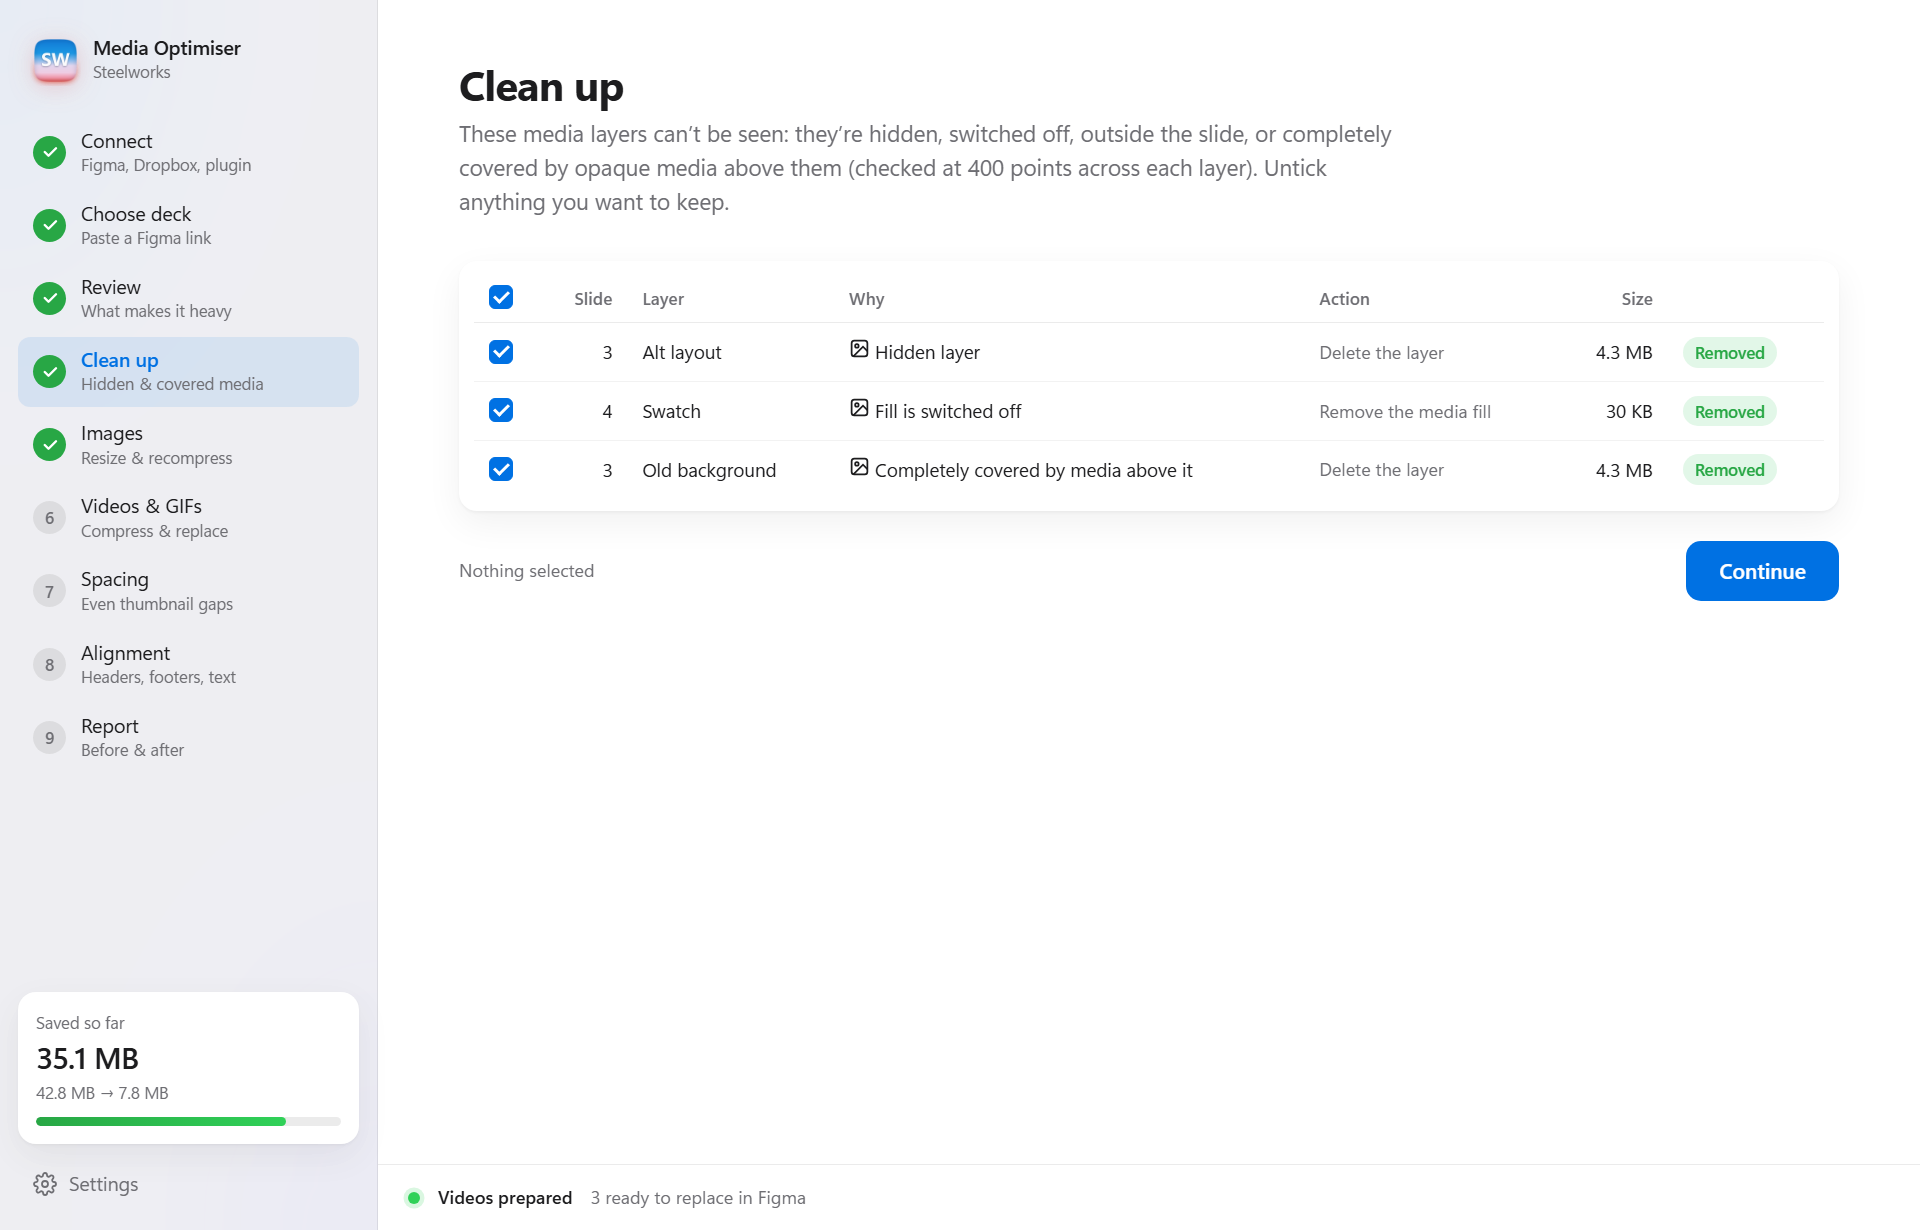 SW
Media Optimiser
Steelworks
Connect
Figma, Dropbox, plugin
Choose deck
Paste a Figma link
Review
What makes it heavy
Clean up
Hidden & covered media
Images
Resize & recompress
6
Videos & GIFs
Compress & replace
7
Spacing
Even thumbnail gaps
8
Alignment
Headers, footers, text
9
Report
Before & after
Saved so far
35.1 MB
42.8 MB → 7.8 MB
Settings
Clean up
These media layers can’t be seen: they’re hidden, switched off, outside the slide, or completely
covered by opaque media above them (checked at 400 points across each layer). Untick
anything you want to keep.
Slide Layer Why Action Size
3 Alt layout Hidden layer Delete the layer 4.3 MB Removed
4 Swatch Fill is switched off Remove the media fill 30 KB Removed
3 Old background Completely covered by media above it Delete the layer 4.3 MB Removed
Nothing selected
Continue
Videos prepared 3 ready to replace in Figma